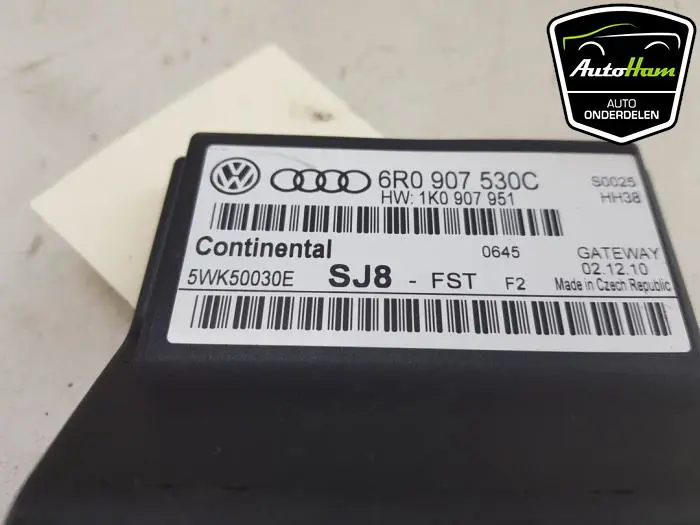 AutoHam
AUTO
ONDERDELEN
6R0 907 530C
HW: 1K0 907 951
S0025
HH38
Continental
0645
GATEWAY
02.12.10
5WK50030E
SJ8 - FST F2
Made in Czech Republic